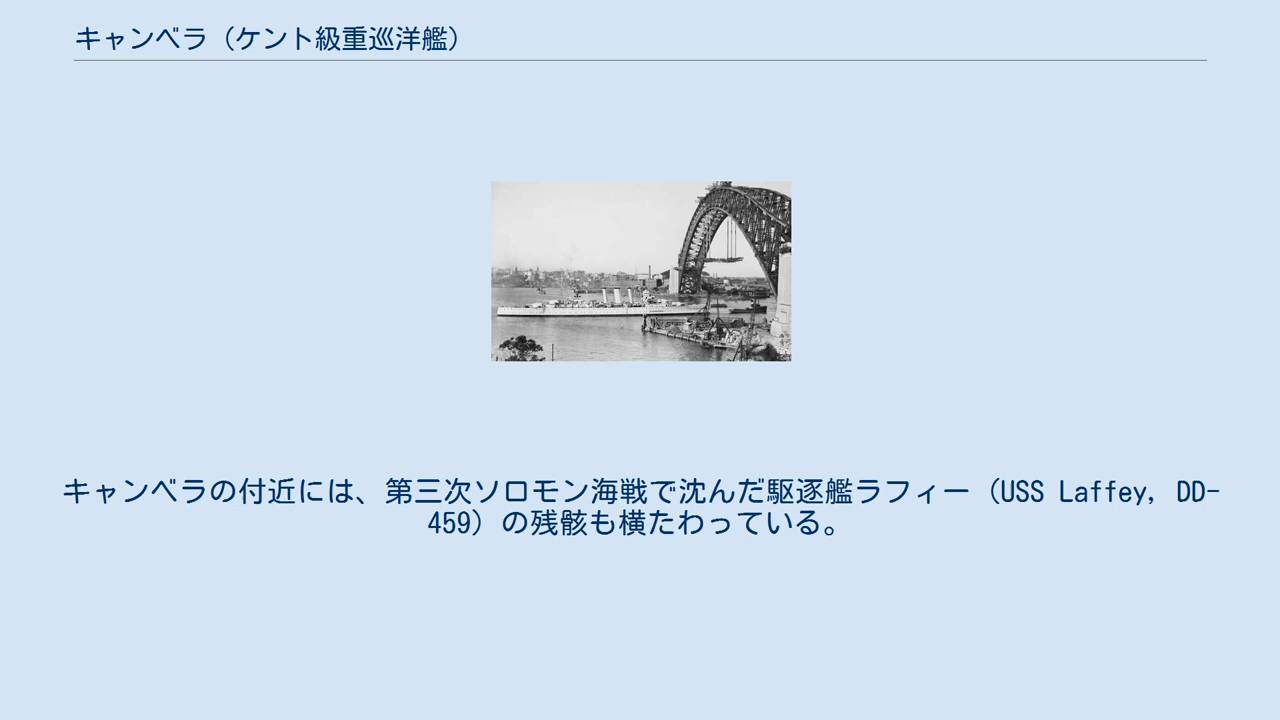 キャンベラ（ケント級重巡洋艦）
キャンベラの付近には、第三次ソロモン海戦で沈んだ駆逐艦ラフィー（USS Laffey, DD-
459）の残骸も横たわっている。